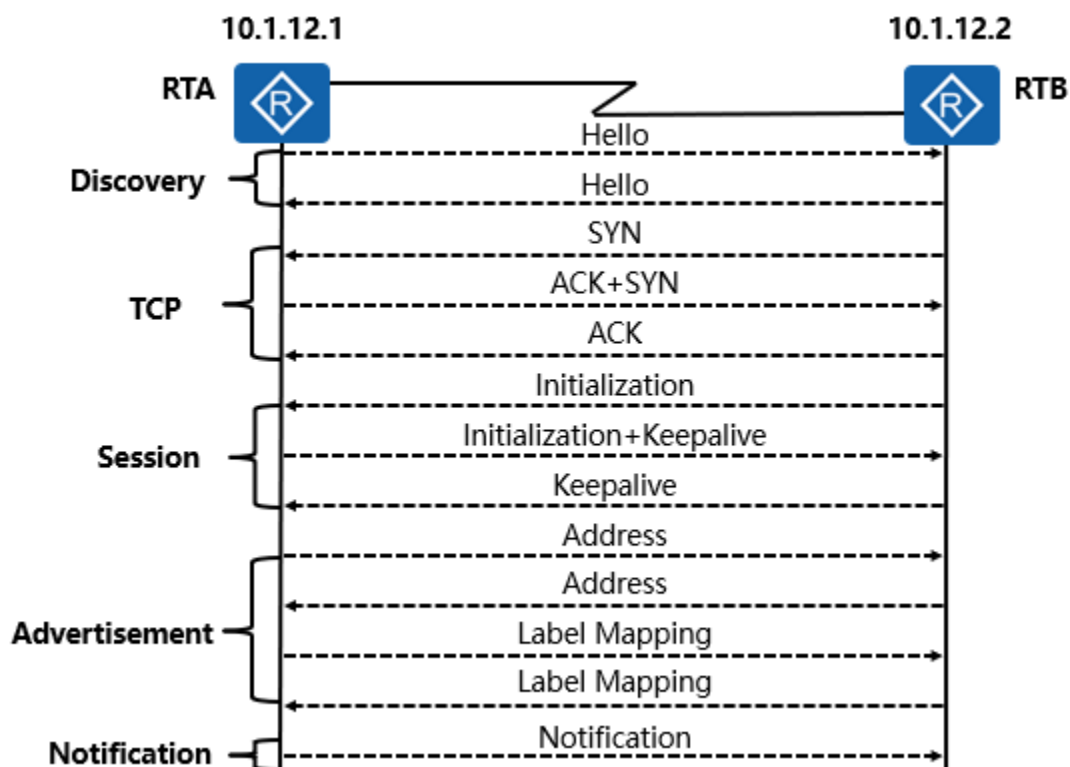 10.1.12.1 10.1.12.2
RTA R R RTB
Hello
Discovery
Hello
SYN
ACK+SYN
TCP
ACK
Initialization
Initialization+Keepalive
Session
Keepalive
Address
Address
Advertisement
Label Mapping
Label Mapping
Notification
Notification